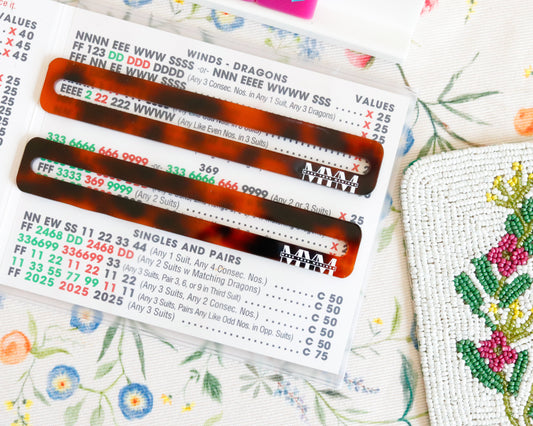 VALUES
X 40
X 45
X 45
WINDS - DRAGONS
VALUES
NNNN EEE WWW SSSS -or- NNN EEEE WWWW SSS X 25
FF 123 DD DDD DDDD (Any 3 Consec. Nos. in Any 1 Suit, Any 3 Dragons) X 25
FFF NN EE WWW SSSS
EEEE 2 22 222 WWWW (Any Like Even Nos. in 3 Suits) X 25
369
333 6666 666 9999 -or- 333 6666 666 9999 (Any 2 or 3 Suits) X 25
FFF 3333 369 9999 (Any 2 Suits) X 25
SINGLES AND PAIRS
NN EW SS 11 22 33 44 (Any 1 Suit, Any 4 Consec. Nos.) C 50
FF 2468 DD 2468 DD (Any 2 Suits w Matching Dragons) C 50
336699 336699 33 (Any 3 Suits, Pair 3, 6, or 9 in Third Suit) C 50
FF 11 22 11 22 11 22 (Any 3 Suits, Any 2 Consec. Nos.) C 50
11 33 55 77 99 11 11 (Any 3 Suits, Pairs Any Like Odd Nos. in Opp. Suits) C 50
FF 2025 2025 2025 C 75